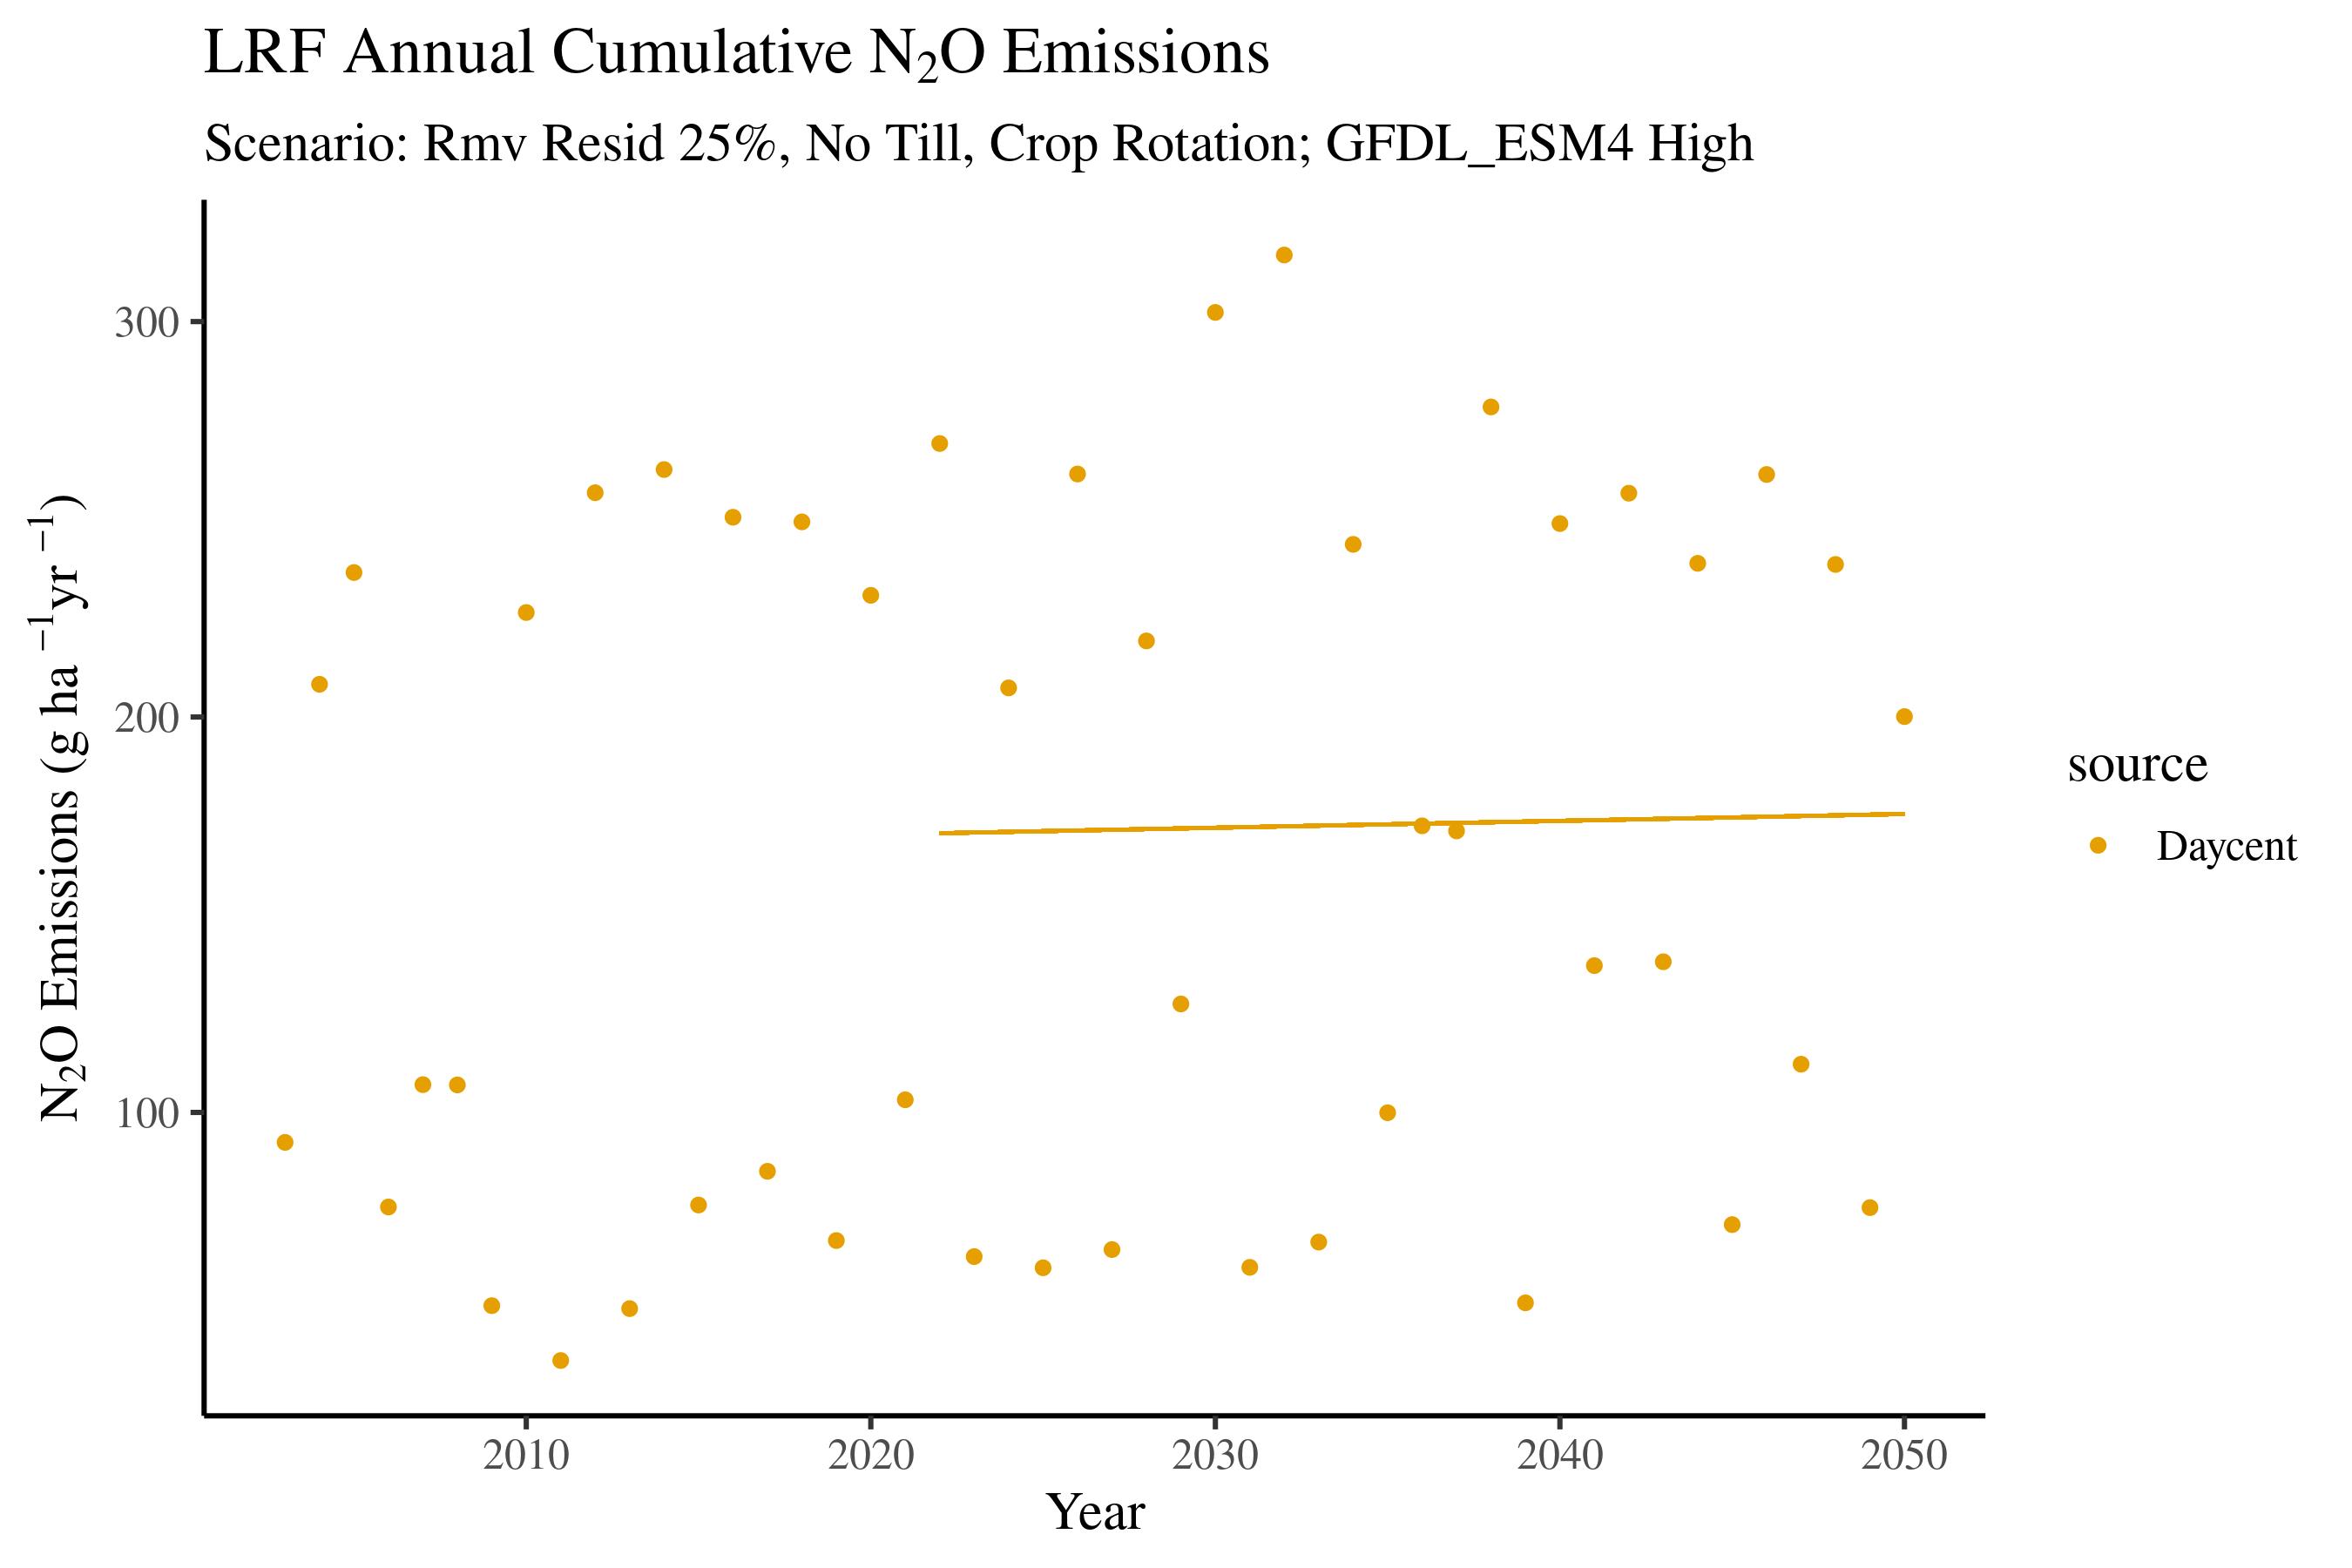 LRF Annual Cumulative N₂O Emissions
Scenario: Rmv Resid 25%, No Till, Crop Rotation; GFDL_ESM4 High
N₂O Emissions (g ha⁻¹yr⁻¹)
300
200
100
2010 2020 2030 2040 2050
Year
source
Daycent